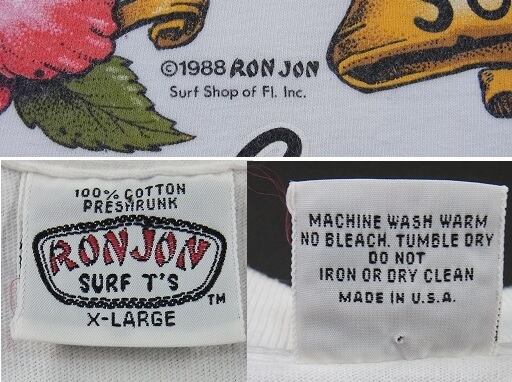 SU
©1988 RON JON
Surf Shop of Fl. Inc.
100% COTTON
PRESHRUNK
RON JON
SURF T'S
TM
X-LARGE
MACHINE WASH WARM
NO BLEACH. TUMBLE DRY
DO NOT
IRON OR DRY CLEAN
MADE IN U.S.A.